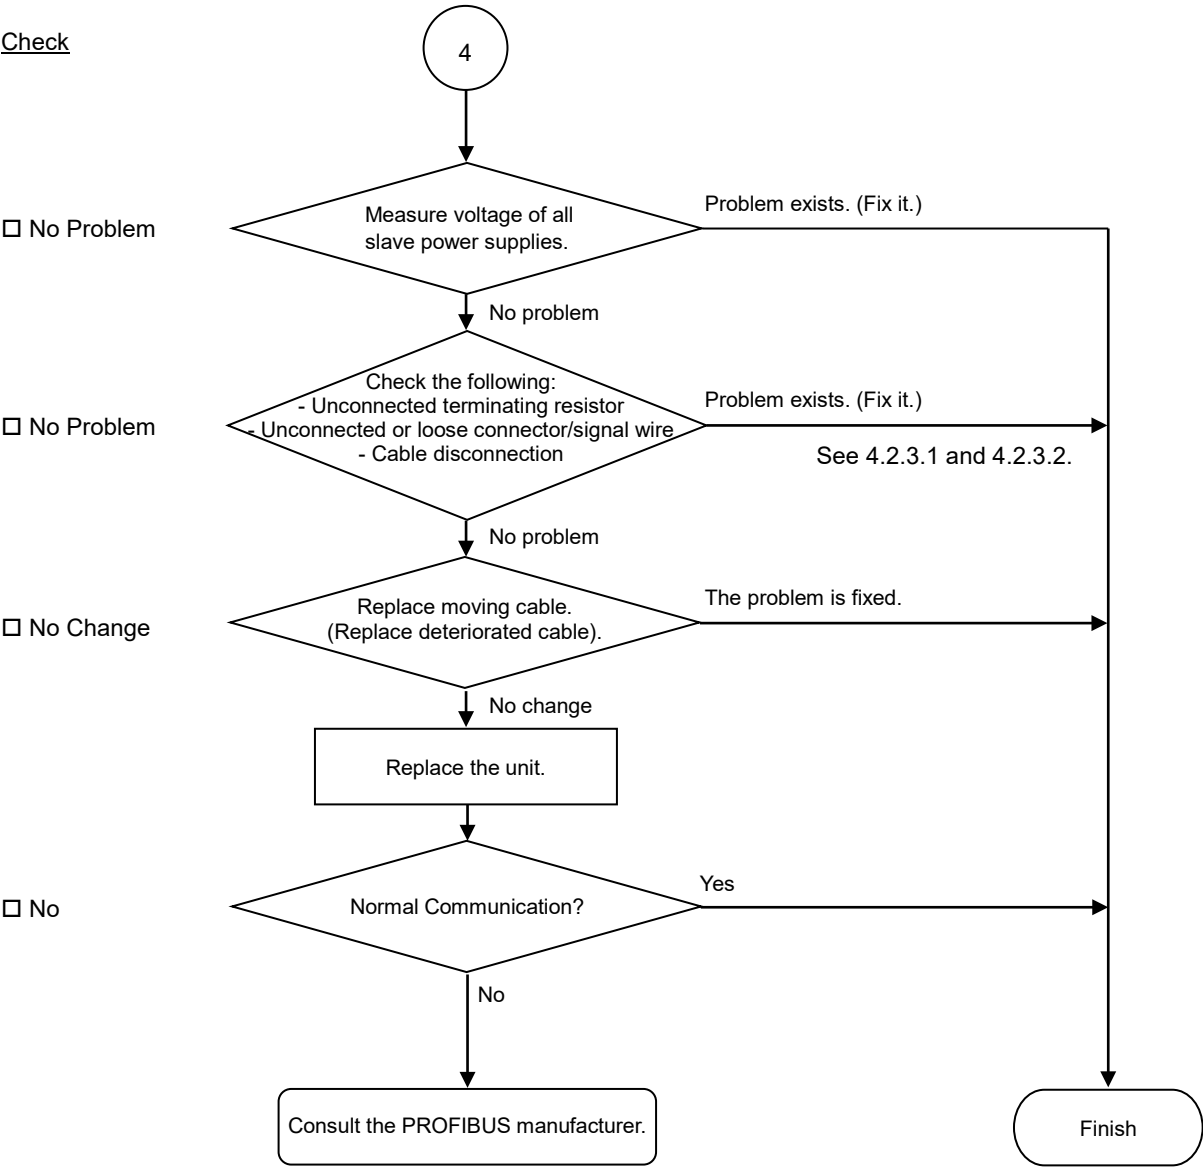 Check
4
Measure voltage of all
slave power supplies.
Problem exists. (Fix it.)
☐ No Problem
No problem
Check the following:
- Unconnected terminating resistor
- Unconnected or loose connector/signal wire
- Cable disconnection
Problem exists. (Fix it.)
☐ No Problem
See 4.2.3.1 and 4.2.3.2.
No problem
Replace moving cable.
(Replace deteriorated cable).
The problem is fixed.
☐ No Change
No change
Replace the unit.
Normal Communication?
Yes
☐ No
No
Consult the PROFIBUS manufacturer.
Finish